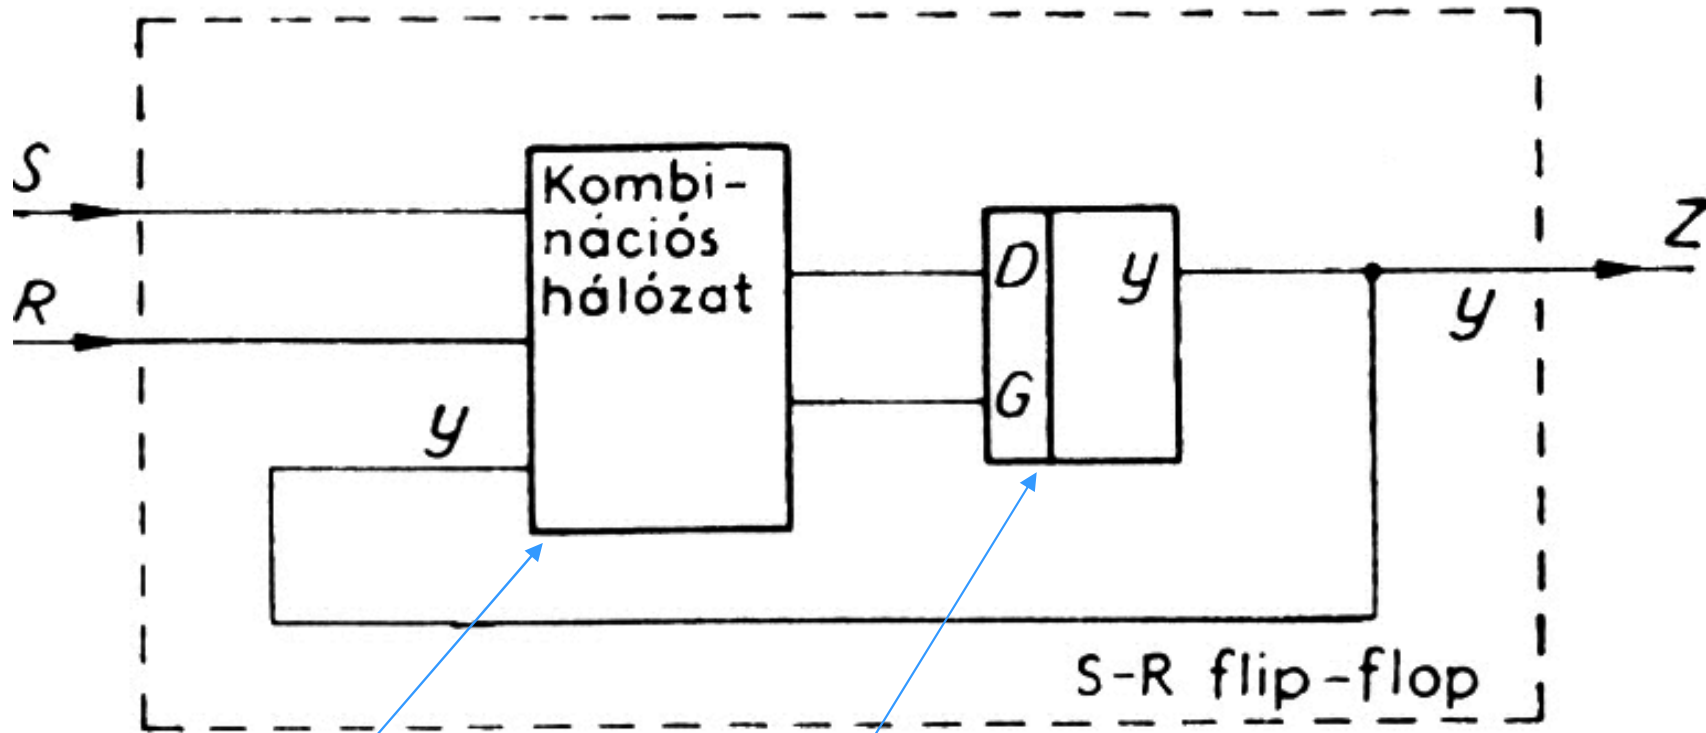 S
R
y
Kombi-
nációs
hálózat
D
G
y
y
Z
S-R flip-flop